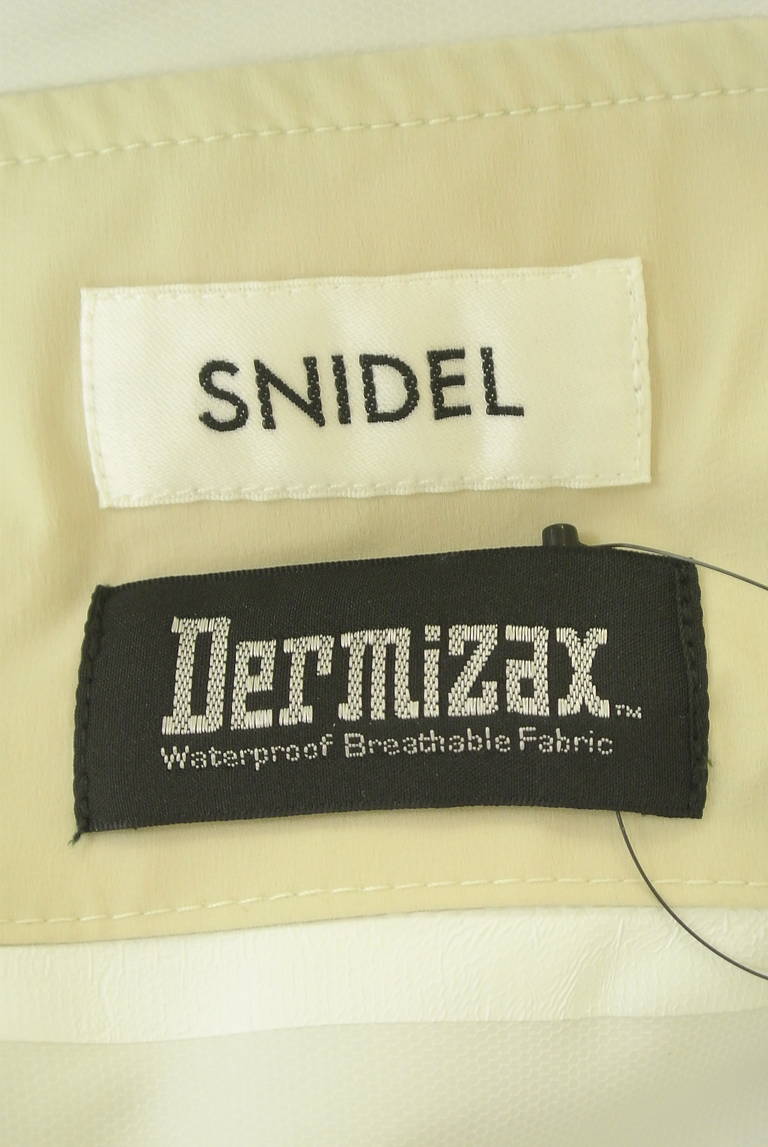 SNIDEL
Dermizax™
Waterproof Breathable Fabric